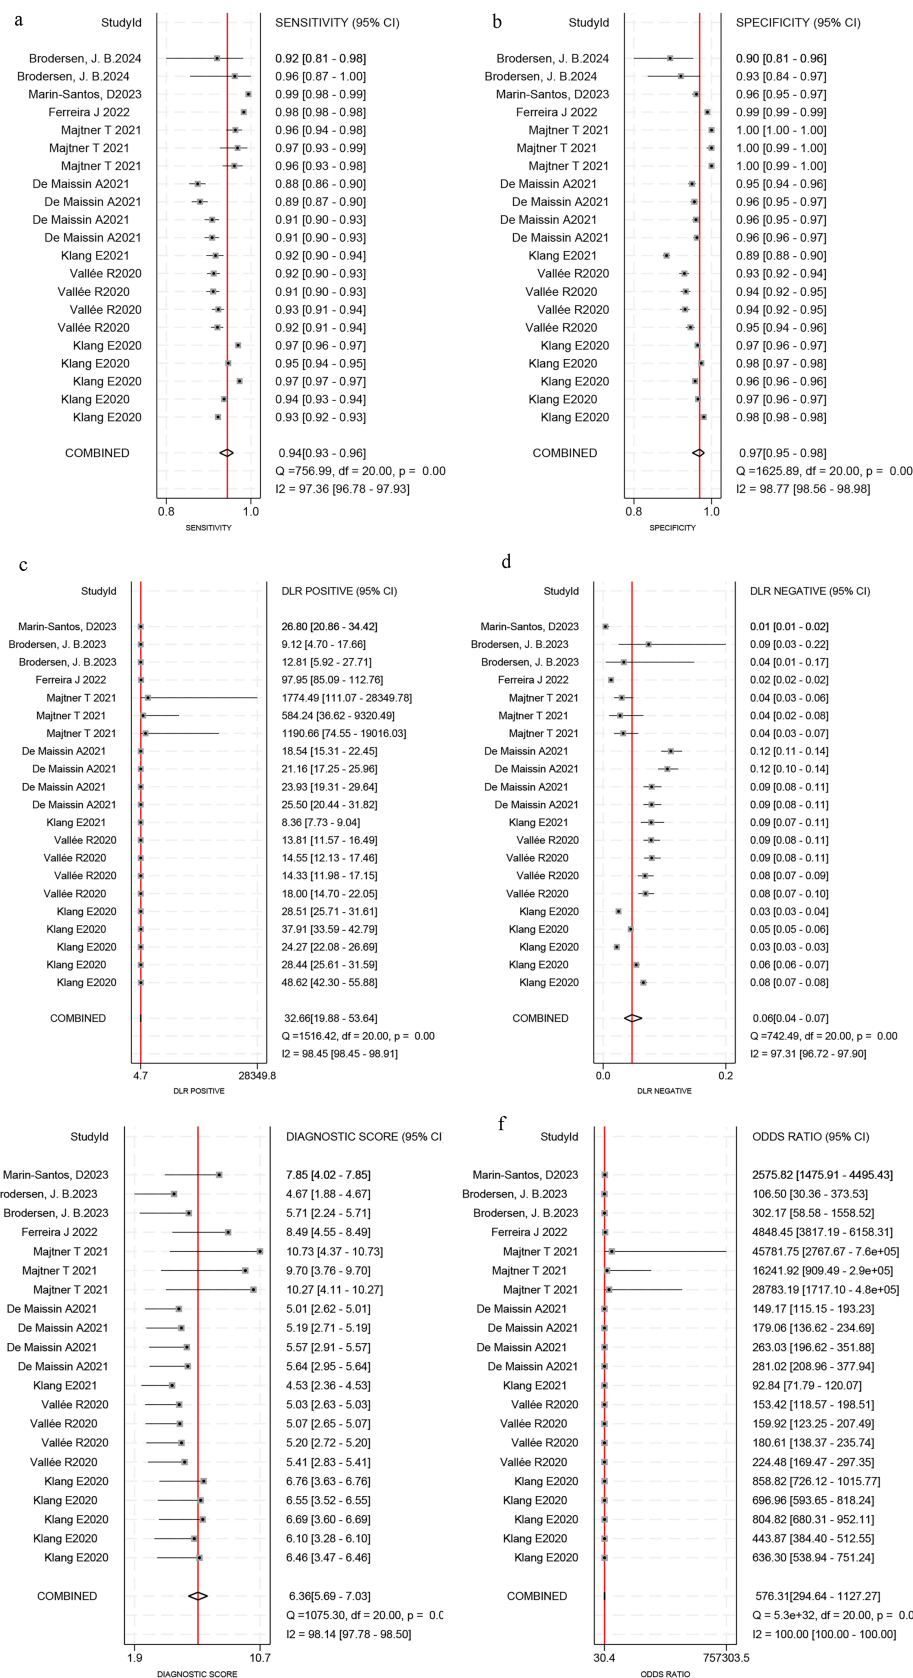 a
StudyId SENSITIVITY (95% CI)
Brodersen, J. B.2024 0.92 [0.81 - 0.98]
Brodersen, J. B.2024 0.96 [0.87 - 1.00]
Marin-Santos, D2023 0.99 [0.98 - 0.99]
Ferreira J 2022 0.98 [0.98 - 0.98]
Majtner T 2021 0.96 [0.94 - 0.98]
Majtner T 2021 0.97 [0.93 - 0.99]
Majtner T 2021 0.96 [0.93 - 0.98]
De Maissin A2021 0.88 [0.86 - 0.90]
De Maissin A2021 0.89 [0.87 - 0.90]
De Maissin A2021 0.91 [0.90 - 0.93]
De Maissin A2021 0.91 [0.90 - 0.93]
Klang E2021 0.92 [0.90 - 0.94]
Vallée R2020 0.92 [0.90 - 0.93]
Vallée R2020 0.91 [0.90 - 0.93]
Vallée R2020 0.93 [0.91 - 0.94]
Vallée R2020 0.92 [0.91 - 0.94]
Klang E2020 0.97 [0.96 - 0.97]
Klang E2020 0.95 [0.94 - 0.95]
Klang E2020 0.97 [0.97 - 0.97]
Klang E2020 0.94 [0.93 - 0.94]
Klang E2020 0.93 [0.92 - 0.93]
COMBINED 0.94[0.93 - 0.96]
Q =756.99, df = 20.00, p = 0.00
I2 = 97.36 [96.78 - 97.93]
0.8 1.0
SENSITIVITY
b
StudyId SPECIFICITY (95% CI)
Brodersen, J. B.2024 0.90 [0.81 - 0.96]
Brodersen, J. B.2024 0.93 [0.84 - 0.97]
Marin-Santos, D2023 0.96 [0.95 - 0.97]
Ferreira J 2022 0.99 [0.99 - 0.99]
Majtner T 2021 1.00 [1.00 - 1.00]
Majtner T 2021 1.00 [0.99 - 1.00]
Majtner T 2021 1.00 [0.99 - 1.00]
De Maissin A2021 0.95 [0.94 - 0.96]
De Maissin A2021 0.96 [0.95 - 0.97]
De Maissin A2021 0.96 [0.95 - 0.97]
De Maissin A2021 0.96 [0.96 - 0.97]
Klang E2021 0.89 [0.88 - 0.90]
Vallée R2020 0.93 [0.92 - 0.94]
Vallée R2020 0.94 [0.92 - 0.95]
Vallée R2020 0.94 [0.92 - 0.95]
Vallée R2020 0.95 [0.94 - 0.96]
Klang E2020 0.97 [0.96 - 0.97]
Klang E2020 0.98 [0.97 - 0.98]
Klang E2020 0.96 [0.96 - 0.96]
Klang E2020 0.97 [0.96 - 0.97]
Klang E2020 0.98 [0.98 - 0.98]
COMBINED 0.97[0.95 - 0.98]
Q =1625.89, df = 20.00, p = 0.00
I2 = 98.77 [98.56 - 98.98]
0.8 1.0
SPECIFICITY
c
StudyId DLR POSITIVE (95% CI)
Marin-Santos, D2023 26.80 [20.86 - 34.42]
Brodersen, J. B.2023 9.12 [4.70 - 17.66]
Brodersen, J. B.2023 12.81 [5.92 - 27.71]
Ferreira J 2022 97.95 [85.09 - 112.76]
Majtner T 2021 1774.49 [111.07 - 28349.78]
Majtner T 2021 584.24 [36.62 - 9320.49]
Majtner T 2021 1190.66 [74.55 - 19016.03]
De Maissin A2021 18.54 [15.31 - 22.45]
De Maissin A2021 21.16 [17.25 - 25.96]
De Maissin A2021 23.93 [19.31 - 29.64]
De Maissin A2021 25.50 [20.44 - 31.82]
Klang E2021 8.36 [7.73 - 9.04]
Vallée R2020 13.81 [11.57 - 16.49]
Vallée R2020 14.55 [12.13 - 17.46]
Vallée R2020 14.33 [11.98 - 17.15]
Vallée R2020 18.00 [14.70 - 22.05]
Klang E2020 28.51 [25.71 - 31.61]
Klang E2020 37.91 [33.59 - 42.79]
Klang E2020 24.27 [22.08 - 26.69]
Klang E2020 28.44 [25.61 - 31.59]
Klang E2020 48.62 [42.30 - 55.88]
COMBINED 32.66[19.88 - 53.64]
Q =1516.42, df = 20.00, p = 0.00
I2 = 98.45 [98.45 - 98.91]
4.7 28349.8
DLR POSITIVE
d
StudyId DLR NEGATIVE (95% CI)
Marin-Santos, D2023 0.01 [0.01 - 0.02]
Brodersen, J. B.2023 0.09 [0.03 - 0.22]
Brodersen, J. B.2023 0.04 [0.01 - 0.17]
Ferreira J 2022 0.02 [0.02 - 0.02]
Majtner T 2021 0.04 [0.03 - 0.06]
Majtner T 2021 0.04 [0.02 - 0.08]
Majtner T 2021 0.04 [0.03 - 0.07]
De Maissin A2021 0.12 [0.11 - 0.14]
De Maissin A2021 0.12 [0.10 - 0.14]
De Maissin A2021 0.09 [0.08 - 0.11]
De Maissin A2021 0.09 [0.08 - 0.11]
Klang E2021 0.09 [0.07 - 0.11]
Vallée R2020 0.09 [0.08 - 0.11]
Vallée R2020 0.09 [0.08 - 0.11]
Vallée R2020 0.08 [0.07 - 0.09]
Vallée R2020 0.08 [0.07 - 0.10]
Klang E2020 0.03 [0.03 - 0.04]
Klang E2020 0.05 [0.05 - 0.06]
Klang E2020 0.03 [0.03 - 0.03]
Klang E2020 0.06 [0.06 - 0.07]
Klang E2020 0.08 [0.07 - 0.08]
COMBINED 0.06[0.04 - 0.07]
Q =742.49, df = 20.00, p = 0.00
I2 = 97.31 [96.72 - 97.90]
0.0 0.2
DLR NEGATIVE
StudyId DIAGNOSTIC SCORE (95% CI
Marin-Santos, D2023 7.85 [4.02 - 7.85]
rodersen, J. B.2023 4.67 [1.88 - 4.67]
Brodersen, J. B.2023 5.71 [2.24 - 5.71]
Ferreira J 2022 8.49 [4.55 - 8.49]
Majtner T 2021 10.73 [4.37 - 10.73]
Majtner T 2021 9.70 [3.76 - 9.70]
Majtner T 2021 10.27 [4.11 - 10.27]
De Maissin A2021 5.01 [2.62 - 5.01]
De Maissin A2021 5.19 [2.71 - 5.19]
De Maissin A2021 5.57 [2.91 - 5.57]
De Maissin A2021 5.64 [2.95 - 5.64]
Klang E2021 4.53 [2.36 - 4.53]
Vallée R2020 5.03 [2.63 - 5.03]
Vallée R2020 5.07 [2.65 - 5.07]
Vallée R2020 5.20 [2.72 - 5.20]
Vallée R2020 5.41 [2.83 - 5.41]
Klang E2020 6.76 [3.63 - 6.76]
Klang E2020 6.55 [3.52 - 6.55]
Klang E2020 6.69 [3.60 - 6.69]
Klang E2020 6.10 [3.28 - 6.10]
Klang E2020 6.46 [3.47 - 6.46]
COMBINED 6.36[5.69 - 7.03]
Q =1075.30, df = 20.00, p = 0.0
I2 = 98.14 [97.78 - 98.50]
1.9 10.7
DIAGNOSTIC SCORE
f
StudyId ODDS RATIO (95% CI)
Marin-Santos, D2023 2575.82 [1475.91 - 4495.43]
Brodersen, J. B.2023 106.50 [30.36 - 373.53]
Brodersen, J. B.2023 302.17 [58.58 - 1558.52]
Ferreira J 2022 4848.45 [3817.19 - 6158.31]
Majtner T 2021 45781.75 [2767.67 - 7.6e+05]
Majtner T 2021 16241.92 [909.49 - 2.9e+05]
Majtner T 2021 28783.19 [1717.10 - 4.8e+05]
De Maissin A2021 149.17 [115.15 - 193.23]
De Maissin A2021 179.06 [136.62 - 234.69]
De Maissin A2021 263.03 [196.62 - 351.88]
De Maissin A2021 281.02 [208.96 - 377.94]
Klang E2021 92.84 [71.79 - 120.07]
Vallée R2020 153.42 [118.57 - 198.51]
Vallée R2020 159.92 [123.25 - 207.49]
Vallée R2020 180.61 [138.37 - 235.74]
Vallée R2020 224.48 [169.47 - 297.35]
Klang E2020 858.82 [726.12 - 1015.77]
Klang E2020 696.96 [593.65 - 818.24]
Klang E2020 804.82 [680.31 - 952.11]
Klang E2020 443.87 [384.40 - 512.55]
Klang E2020 636.30 [538.94 - 751.24]
COMBINED 576.31[294.64 - 1127.27]
Q = 5.3e+32, df = 20.00, p = 0.0
I2 = 100.00 [100.00 - 100.00]
30.4 757303.5
ODDS RATIO